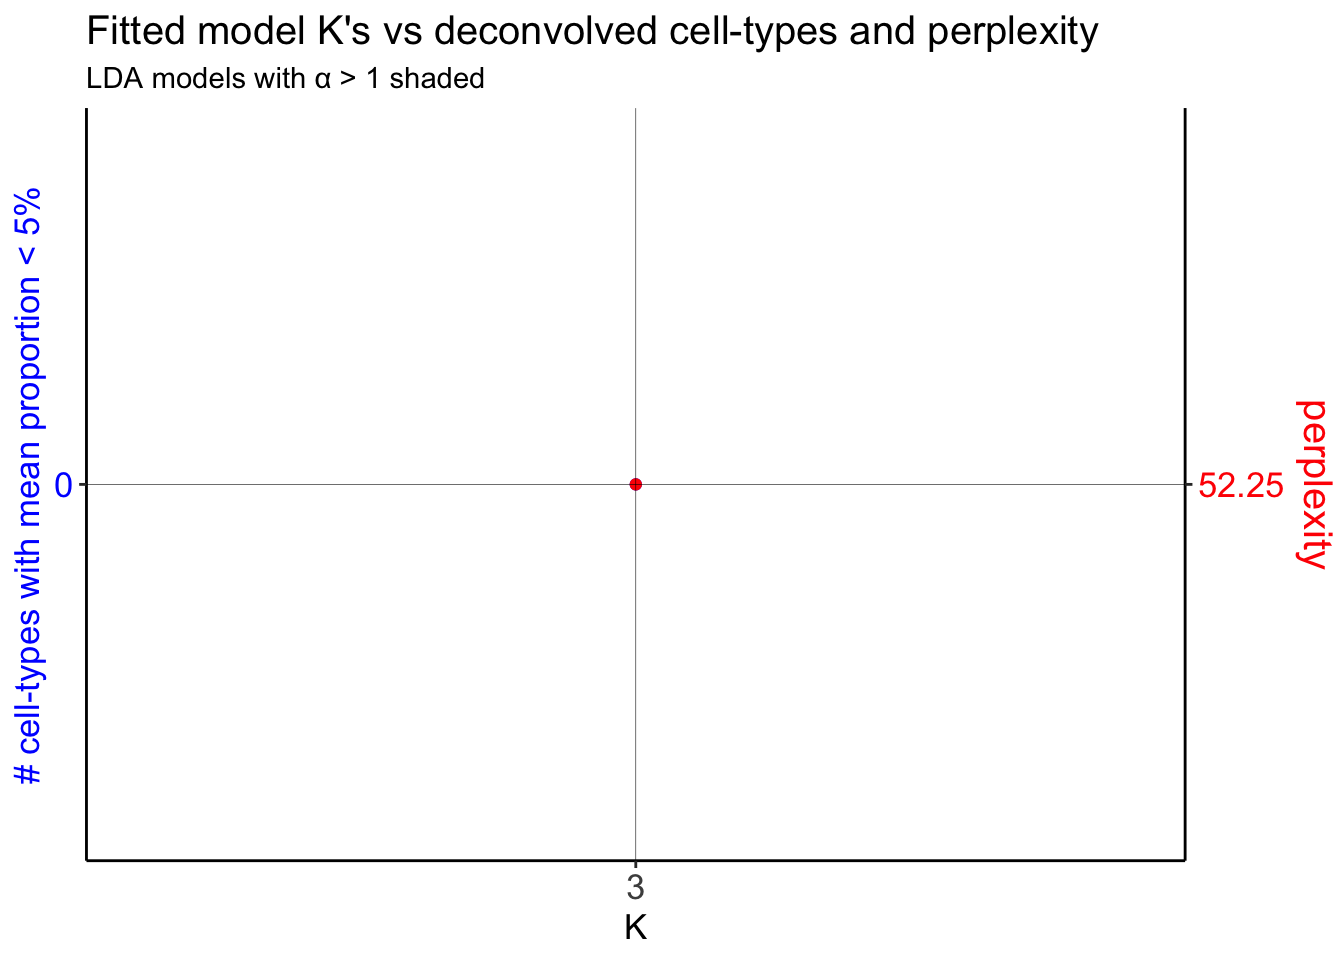 Fitted model K's vs deconvolved cell-types and perplexity
LDA models with α > 1 shaded
# cell-types with mean proportion < 5%
0
52.25
perplexity
3
K